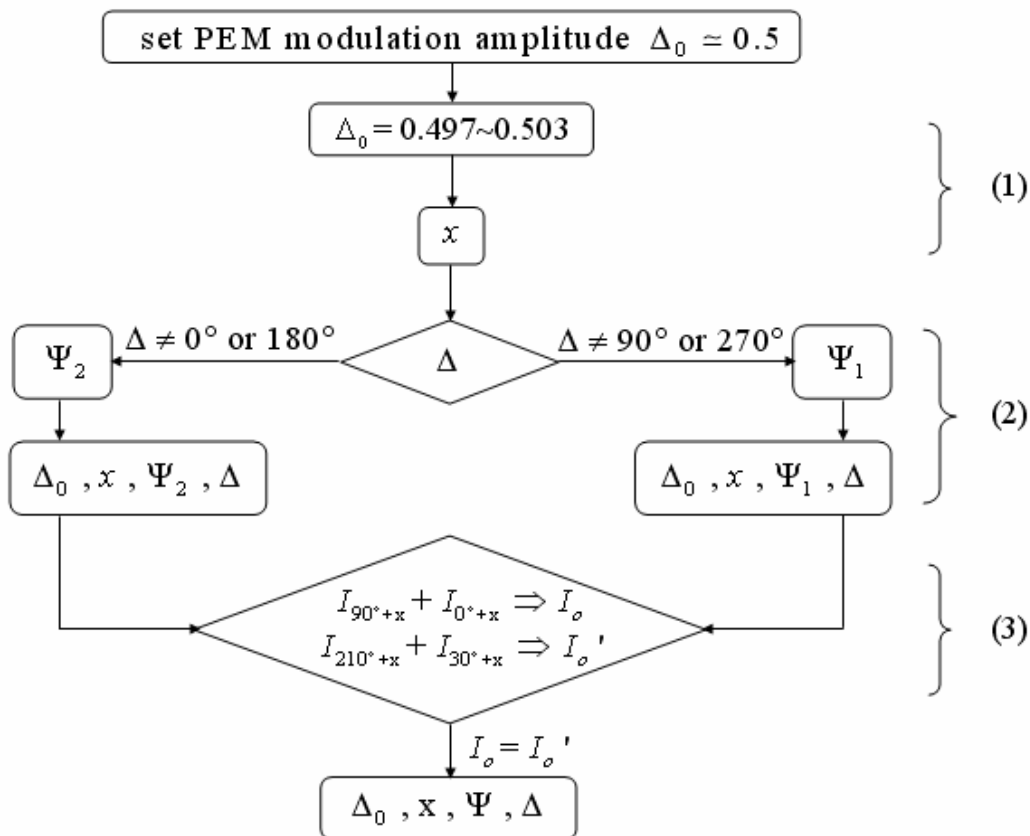 set PEM modulation amplitude Δ₀ ≃ 0.5
Δ₀ = 0.497~0.503
(1)
x
Δ ≠ 0° or 180°
Δ
Δ ≠ 90° or 270°
Ψ₂
Ψ₁
(2)
Δ₀ , x , Ψ₂ , Δ
Δ₀ , x , Ψ₁ , Δ
I₉₀°₊ₓ + I₀°₊ₓ ⇒ Iₒ
I₂₁₀°₊ₓ + I₃₀°₊ₓ ⇒ Iₒ'
(3)
Iₒ = Iₒ'
Δ₀ , x , Ψ , Δ